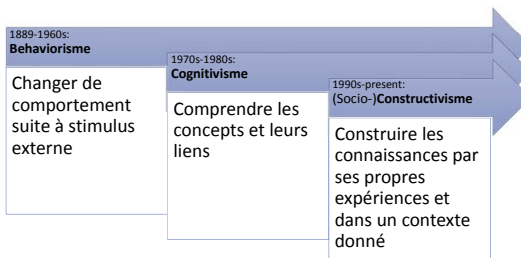 1889-1960s:
Behaviorisme
Changer de
comportement
suite à stimulus
externe
1970s-1980s:
Cognitivisme
Comprendre les
concepts et leurs
liens
1990s-present:
(Socio-)Constructivisme
Construire les
connaissances par
ses propres
expériences et
dans un contexte
donné